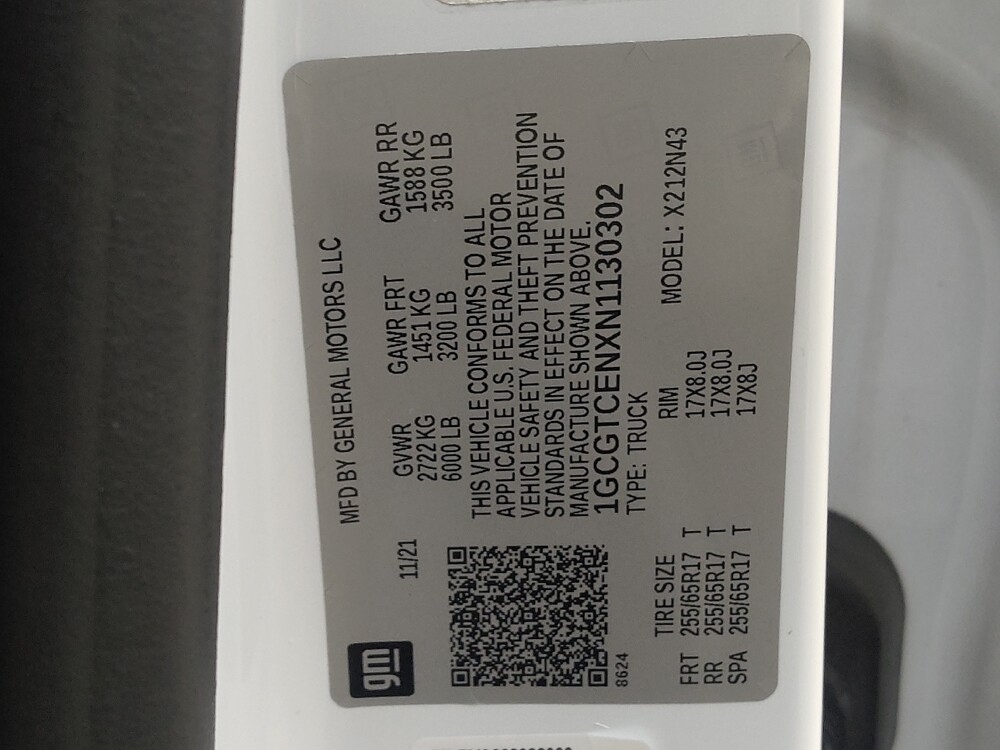 gm
MFD BY GENERAL MOTORS LLC
11/21
GVWR GAWR FRT GAWR RR
2722 KG 1451 KG 1588 KG
6000 LB 3200 LB 3500 LB
THIS VEHICLE CONFORMS TO ALL
APPLICABLE U.S. FEDERAL MOTOR
VEHICLE SAFETY AND THEFT PREVENTION
STANDARDS IN EFFECT ON THE DATE OF
MANUFACTURE SHOWN ABOVE.
1GCGTCENXN1130302
8624
TYPE: TRUCK
TIRE SIZE RIM MODEL: X212N43
FRT 255/65R17 T 17X8.0J
RR 255/65R17 T 17X8.0J
SPA 255/65R17 T 17X8J